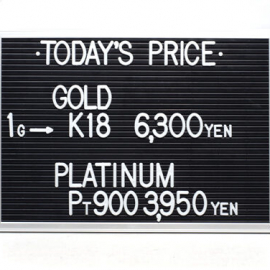 ·TODAY'S PRICE·
GOLD
1G→ K18 6,300YEN
PLATINUM
PT900 3,950YEN